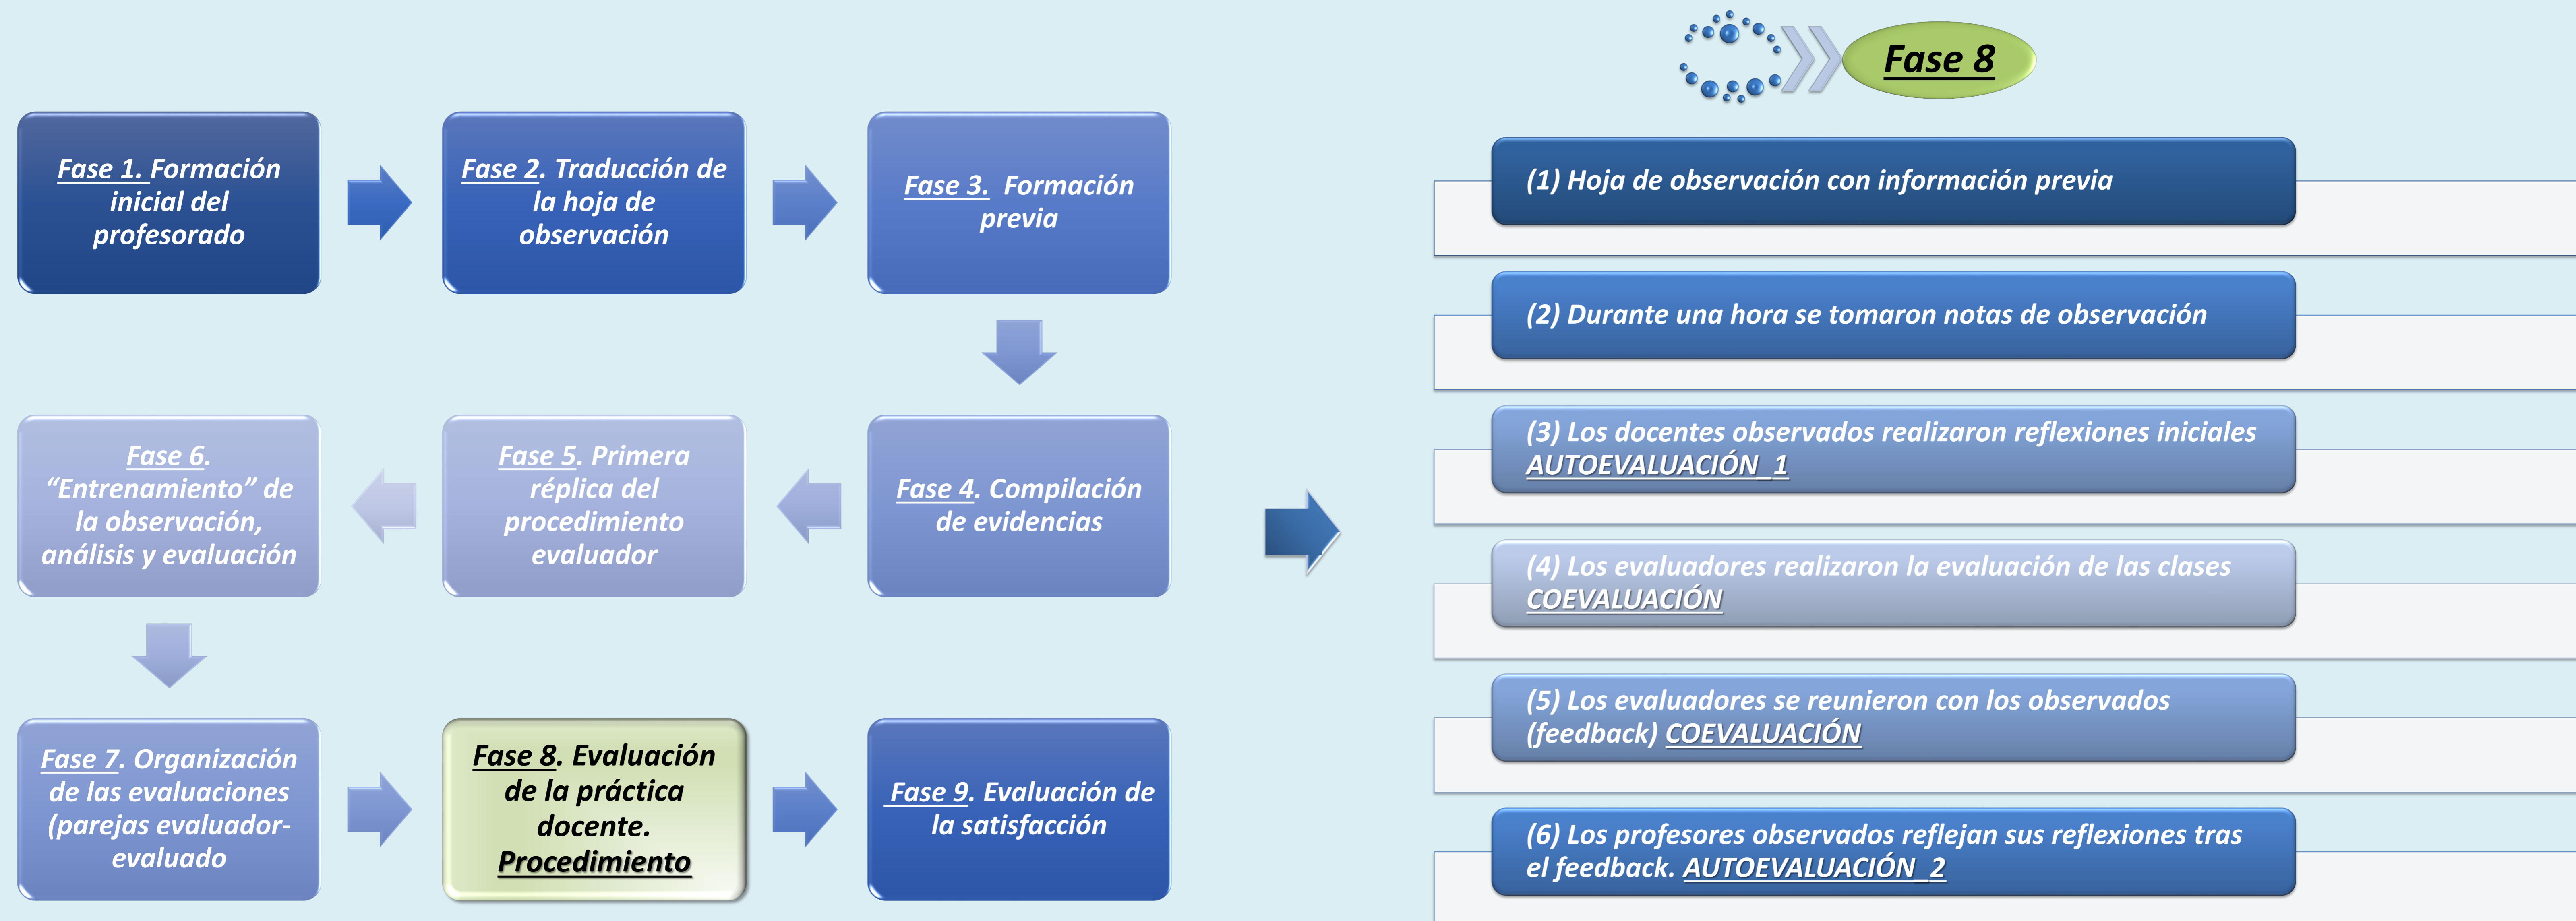 Fase 1. Formación
inicial del
profesorado
Fase 2. Traducción de
la hoja de
observación
Fase 3. Formación
previa
Fase 6.
“Entrenamiento” de
la observación,
análisis y evaluación
Fase 5. Primera
réplica del
procedimiento
evaluador
Fase 4. Compilación
de evidencias
Fase 7. Organización
de las evaluaciones
(parejas evaluador-
evaluado
Fase 8. Evaluación
de la práctica
docente.
Procedimiento
Fase 9. Evaluación de
la satisfacción
Fase 8
(1) Hoja de observación con información previa
(2) Durante una hora se tomaron notas de observación
(3) Los docentes observados realizaron reflexiones iniciales
AUTOEVALUACIÓN_1
(4) Los evaluadores realizaron la evaluación de las clases
COEVALUACIÓN
(5) Los evaluadores se reunieron con los observados
(feedback) COEVALUACIÓN
(6) Los profesores observados reflejan sus reflexiones tras
el feedback. AUTOEVALUACIÓN_2